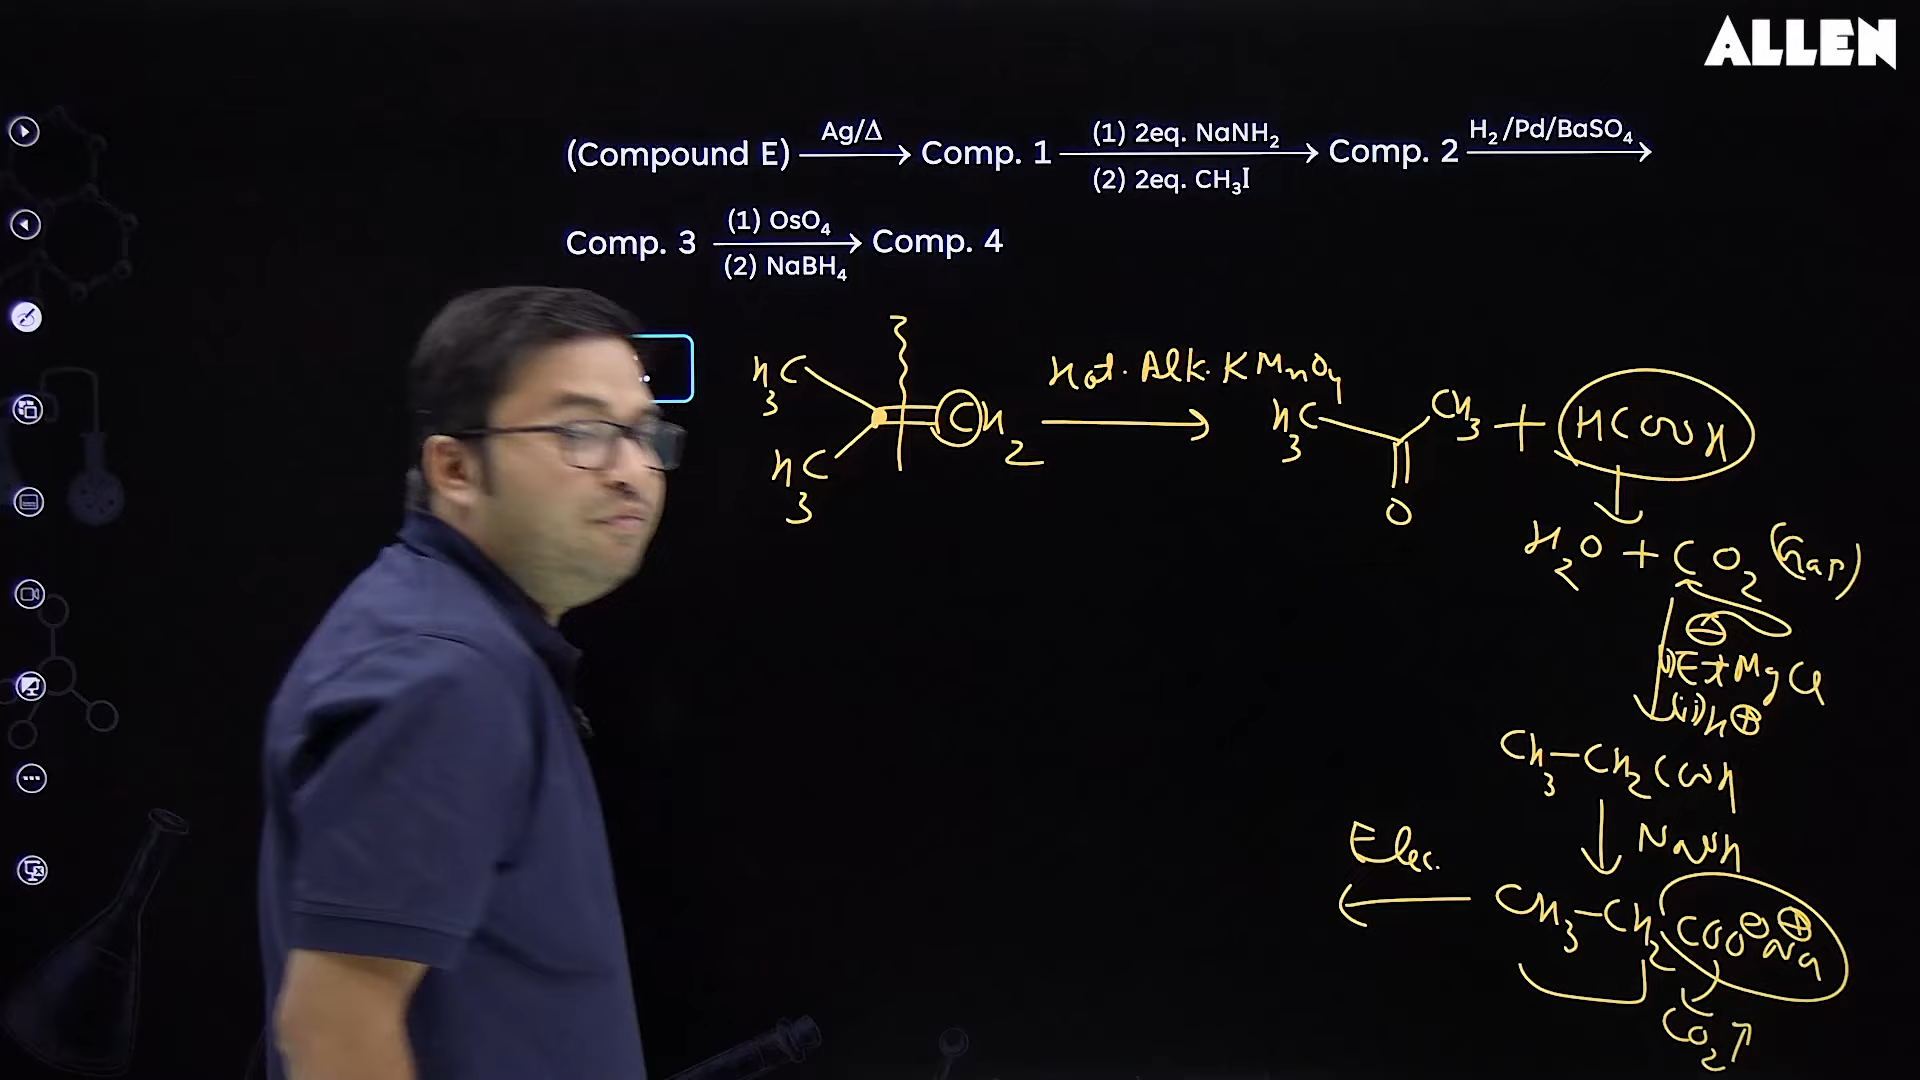 ALLEN
(Compound E) Ag/Δ → Comp. 1 (1) 2eq. NaNH₂ (2) 2eq. CH₃I → Comp. 2 H₂/Pd/BaSO₄ →
Comp. 3 (1) OsO₄ (2) NaBH₄ → Comp. 4
H₃C H₃C =CH₂ Hot. Alk. KMnO₄ → H₃C CH₃ O + HCOOH
H₂O + CO₂ (Gas)
⊖
i) EtMgCl
(ii) H⊕
CH₃-CH₂COOH
NaOH
Elec. ← CH₃-CH₂COO⊖Na⊕
CO₂↑